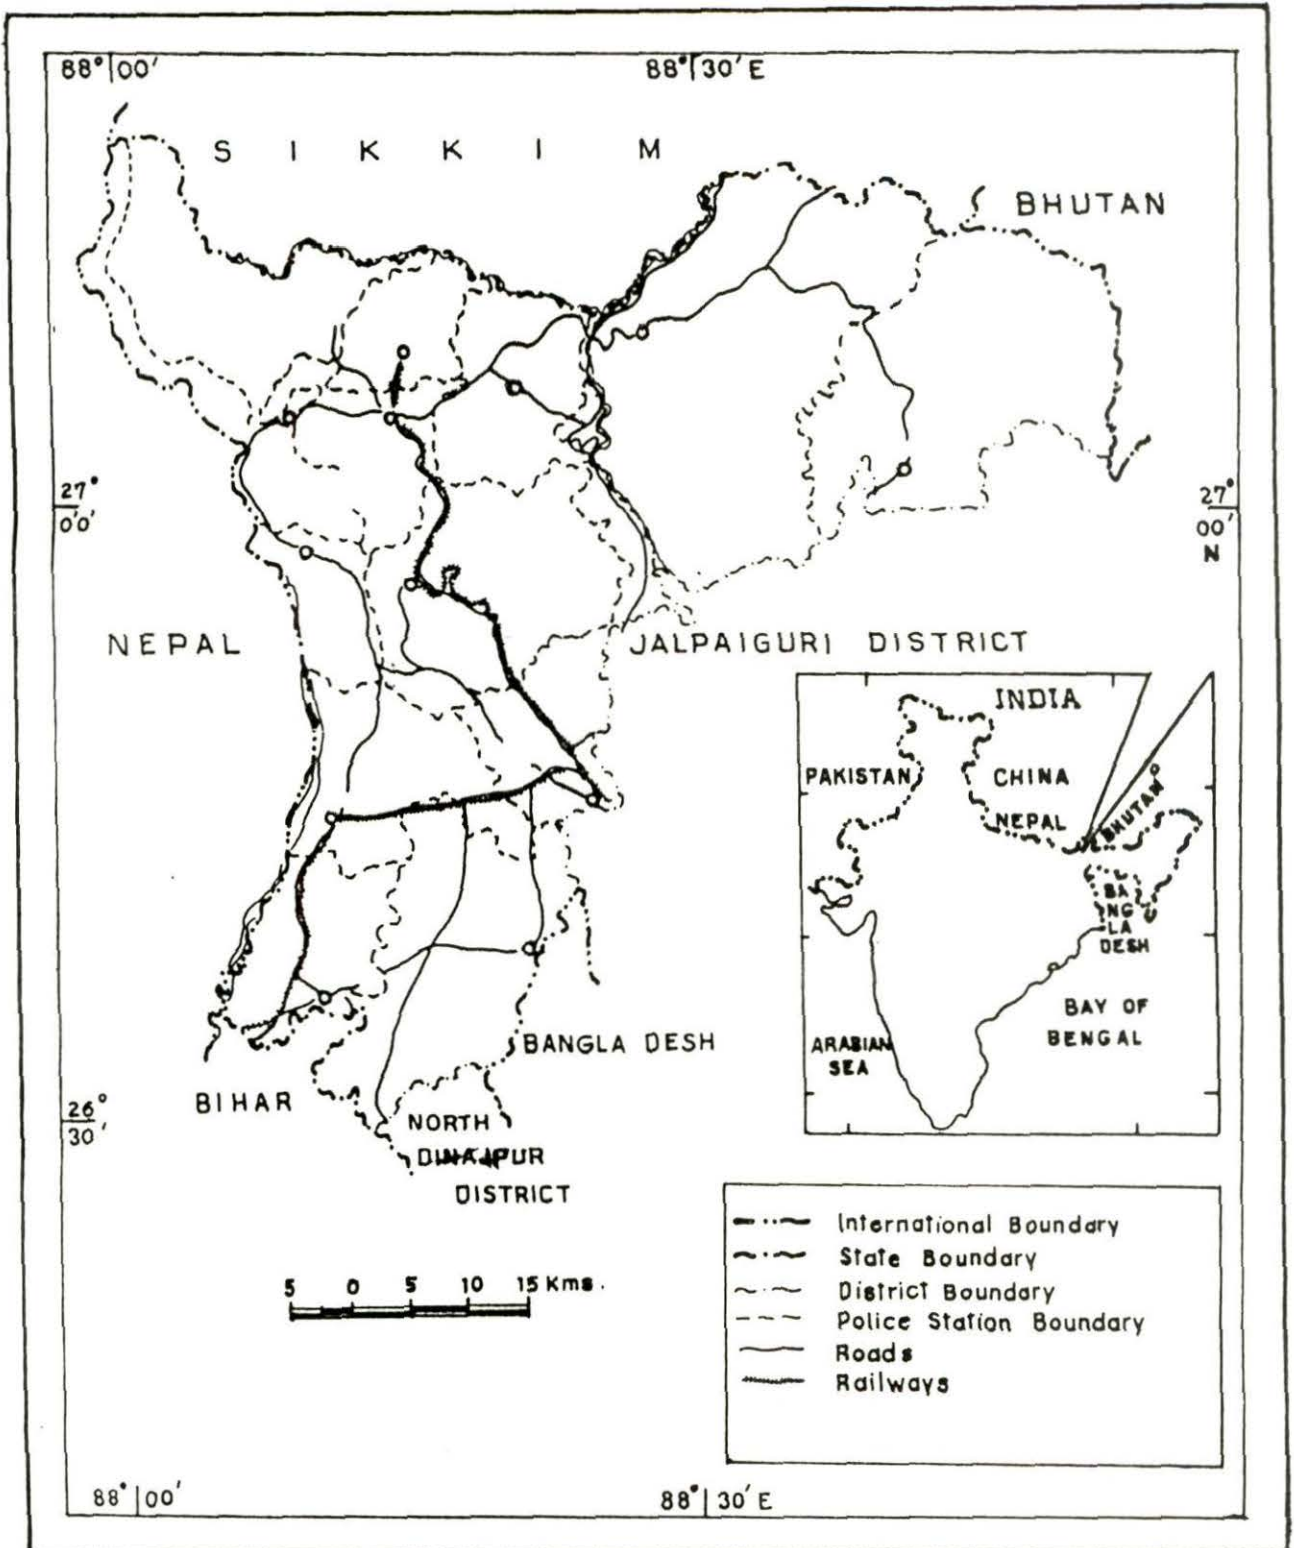 88° 00'
88° 30' E
S I K K I M
BHUTAN
27°
00'
27°
00'
N
NEPAL
JALPAIGURI DISTRICT
INDIA
PAKISTAN
CHINA
NEPAL
BHUTAN
BA
NG
LA
DESH
BAY OF
BENGAL
ARABIAN
SEA
BANGLA DESH
BIHAR
26°
30'
NORTH
DINAJPUR
DISTRICT
International Boundary
State Boundary
District Boundary
Police Station Boundary
Roads
Railways
5 0 5 10 15 Kms.
88° 00'
88° 30' E